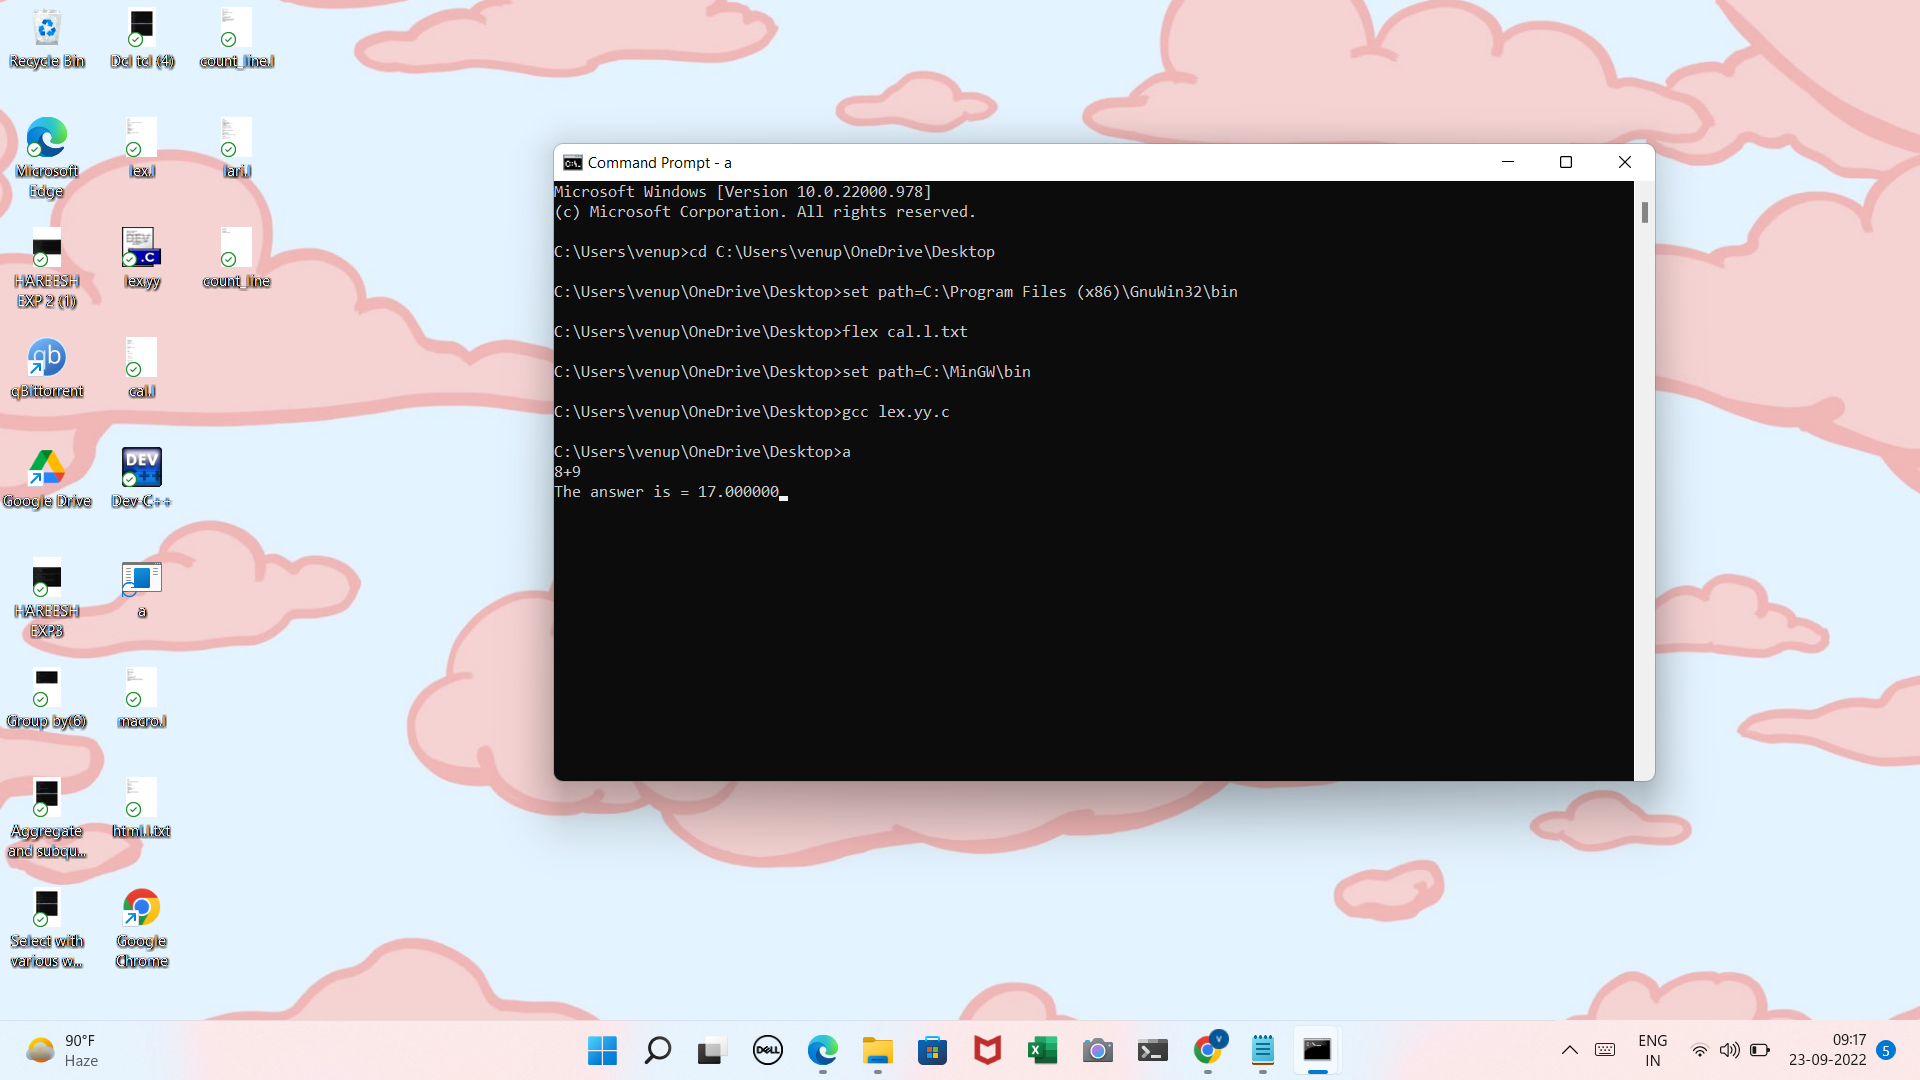 Recycle Bin
Dcl tcl (4)
count_line.l
Microsoft
Edge
lex.l
lari.l
HAREESH
EXP 2 (1)
lex.yy
count_line
qBittorrent
cal.l
Google Drive
Dev-C++
HAREESH
EXP3
a
Group by(6)
macro.l
Aggregate
and subqu...
html.l.txt
Select with
various w...
Google
Chrome
Command Prompt - a
Microsoft Windows [Version 10.0.22000.978]
(c) Microsoft Corporation. All rights reserved.
C:\Users\venup>cd C:\Users\venup\OneDrive\Desktop
C:\Users\venup\OneDrive\Desktop>set path=C:\Program Files (x86)\GnuWin32\bin
C:\Users\venup\OneDrive\Desktop>flex cal.l.txt
C:\Users\venup\OneDrive\Desktop>set path=C:\MinGW\bin
C:\Users\venup\OneDrive\Desktop>gcc lex.yy.c
C:\Users\venup\OneDrive\Desktop>a
8+9
The answer is = 17.000000
90°F
Haze
DELL
ENG
IN
09:17
23-09-2022
5